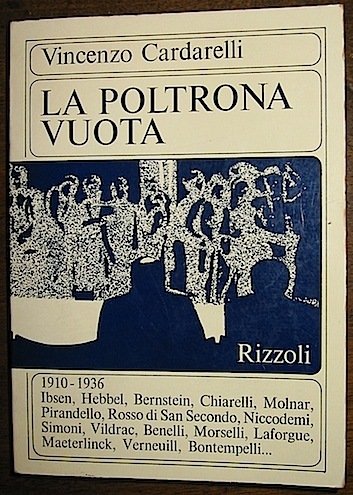 Vincenzo Cardarelli
LA POLTRONA
VUOTA
Rizzoli
1910-1936
Ibsen, Hebbel, Bernstein, Chiarelli, Molnar,
Pirandello, Rosso di San Secondo, Niccodemi,
Simoni, Vildrac, Benelli, Morselli, Laforgue,
Maeterlinck, Verneuill, Bontempelli...